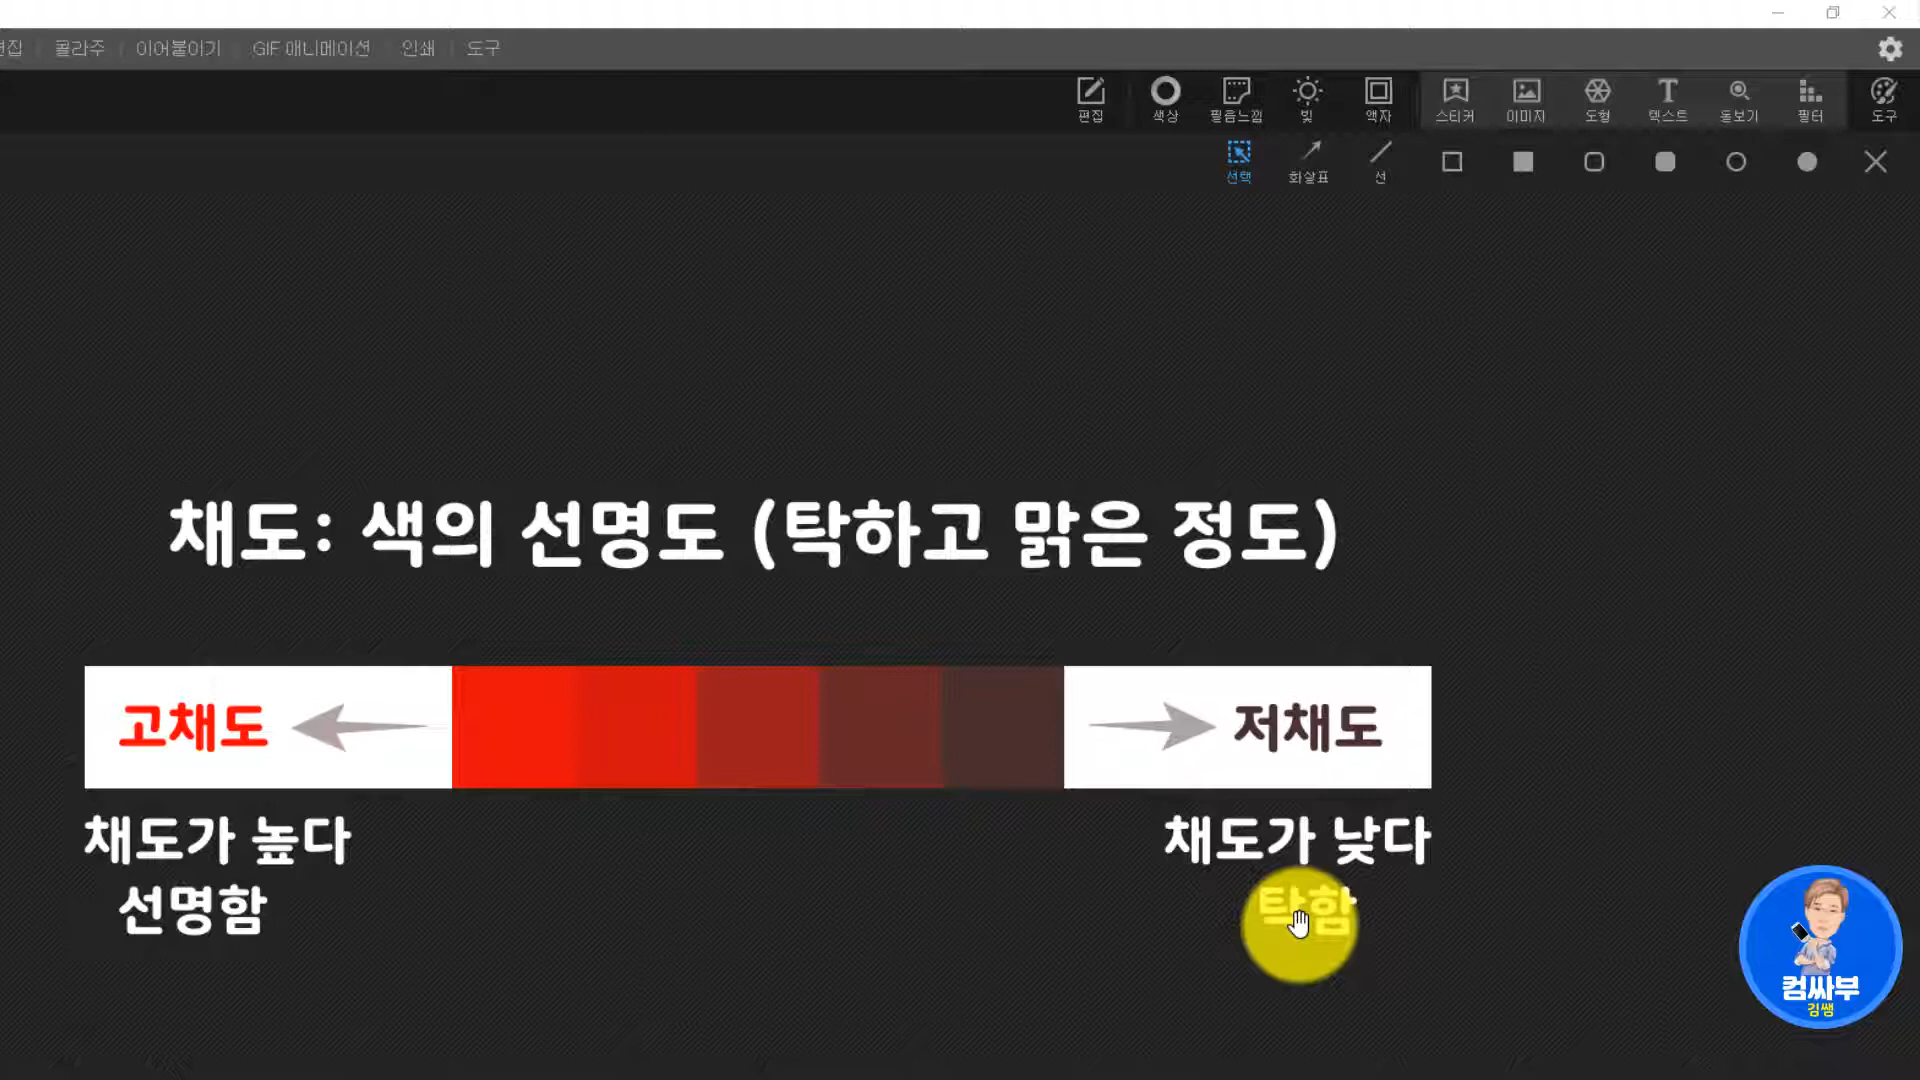 콜라주 이어붙이기 GIF 애니메이션 인쇄 도구
편집 색상 필름느낌 빛 액자 스티커 이미지 도형 텍스트 돋보기 필터 도구
선택 화살표 선
채도: 색의 선명도 (탁하고 맑은 정도)
고채도 저채도
채도가 높다 채도가 낮다
선명함 탁함
컴싸부
김쌤